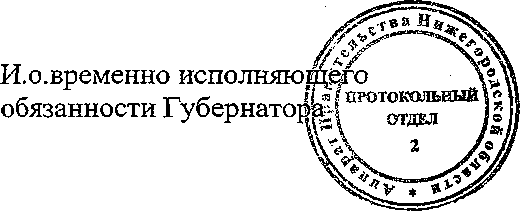 И.о.временно исполняющего
обязанности Губернатора
Аппарат Правительства Нижегородской области *
ПРОТОКОЛЬНЫЙ
ОТДЕЛ
2